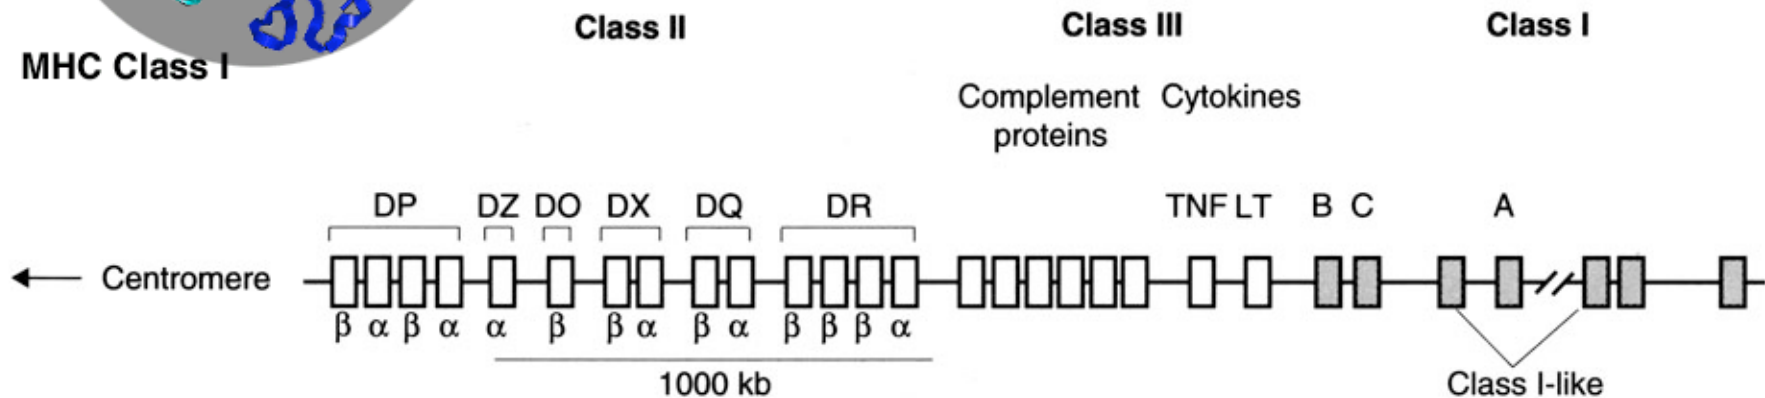 Class II Class III Class I
MHC Class I
Complement Cytokines
proteins
DP DZ DO DX DQ DR TNF LT B C A
Centromere
β α β α α β β α β α β β β α
1000 kb
Class I-like